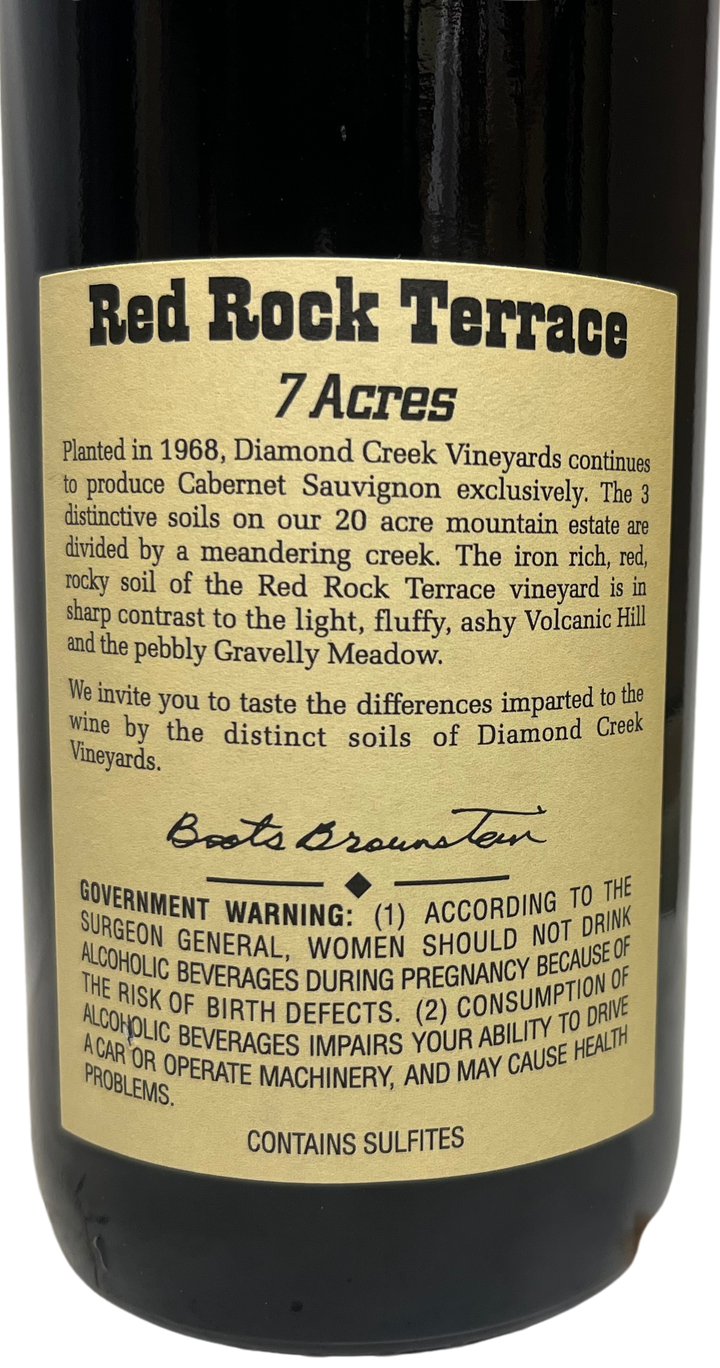 Red Rock Terrace
7 Acres
Planted in 1968, Diamond Creek Vineyards continues
to produce Cabernet Sauvignon exclusively. The 3
distinctive soils on our 20 acre mountain estate are
divided by a meandering creek. The iron rich, red,
rocky soil of the Red Rock Terrace vineyard is in
sharp contrast to the light, fluffy, ashy Volcanic Hill
and the pebbly Gravelly Meadow.
We invite you to taste the differences imparted to the
wine by the distinct soils of Diamond Creek
Vineyards.
Boots Brounstein
GOVERNMENT WARNING: (1) ACCORDING TO THE
SURGEON GENERAL, WOMEN SHOULD NOT DRINK
ALCOHOLIC BEVERAGES DURING PREGNANCY BECAUSE OF
THE RISK OF BIRTH DEFECTS. (2) CONSUMPTION OF
ALCOHOLIC BEVERAGES IMPAIRS YOUR ABILITY TO DRIVE
A CAR OR OPERATE MACHINERY, AND MAY CAUSE HEALTH
PROBLEMS.
CONTAINS SULFITES